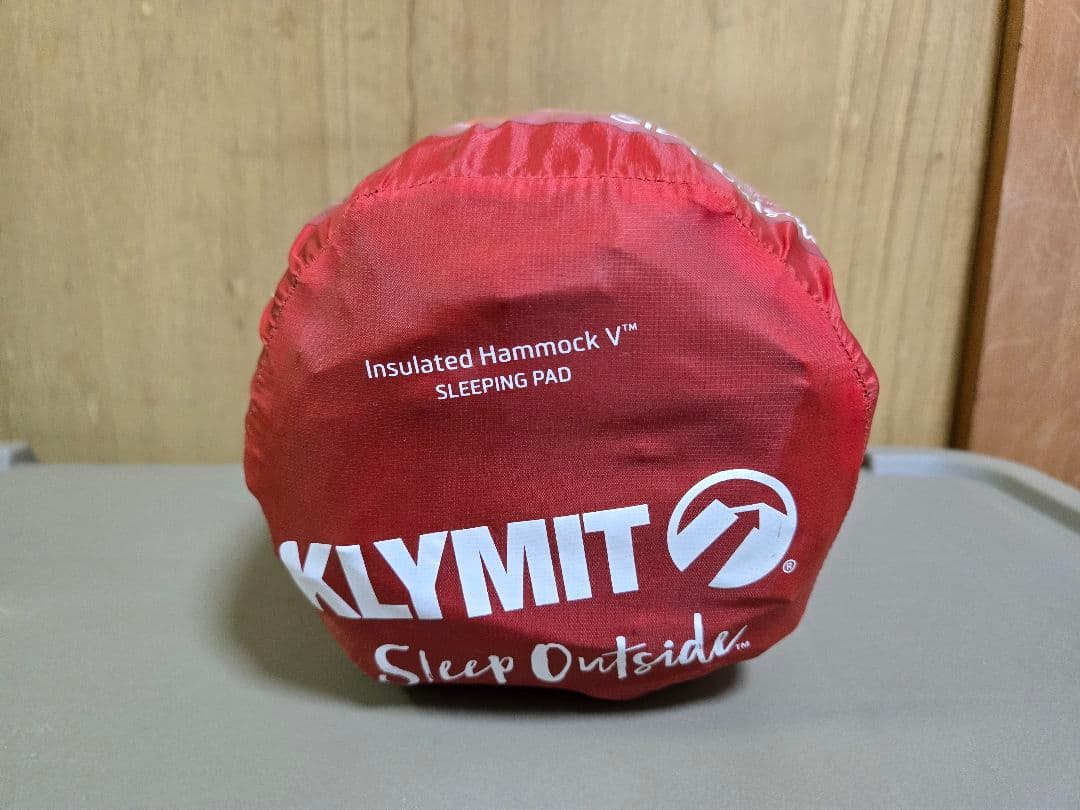 Insulated Hammock V™
SLEEPING PAD
KLYMIT®
Sleep Outside™